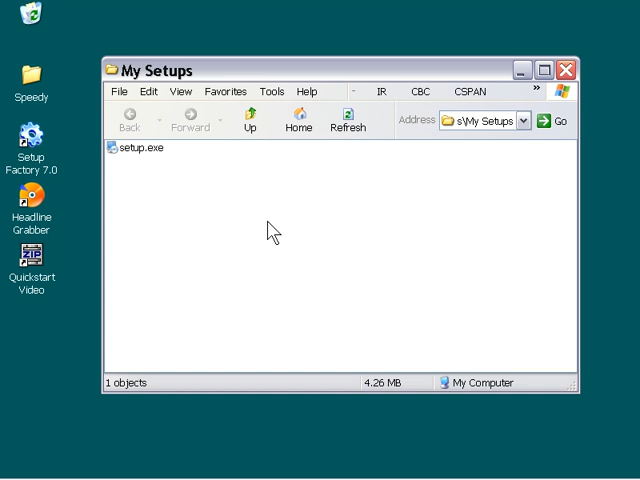 Speedy
Setup
Factory 7.0
Headline
Grabber
ZIP
Quickstart
Video
My Setups
File Edit View Favorites Tools Help IR CBC CSPAN »
Back Forward Up Home Refresh Address s\My Setups Go
setup.exe
1 objects 4.26 MB My Computer